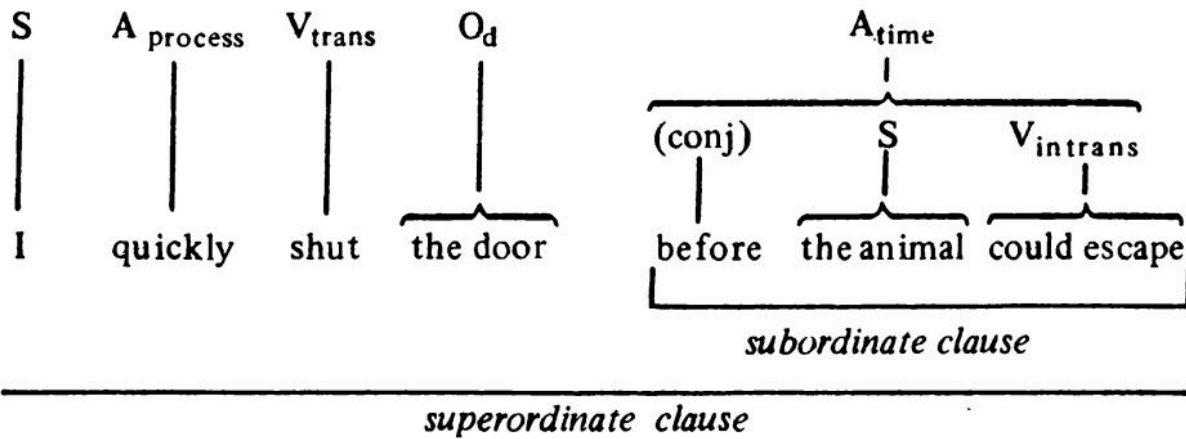 S A process V trans O d A time
(conj) S V intrans
I quickly shut the door before the animal could escape
subordinate clause
superordinate clause